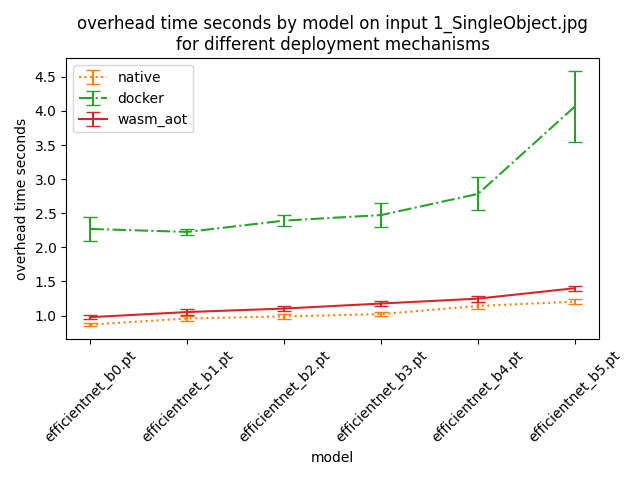 overhead time seconds by model on input 1_SingleObject.jpg
for different deployment mechanisms
native
docker
wasm_aot
overhead time seconds
4.5
4.0
3.5
3.0
2.5
2.0
1.5
1.0
efficientnet_b0.pt
efficientnet_b1.pt
efficientnet_b2.pt
efficientnet_b3.pt
efficientnet_b4.pt
efficientnet_b5.pt
model